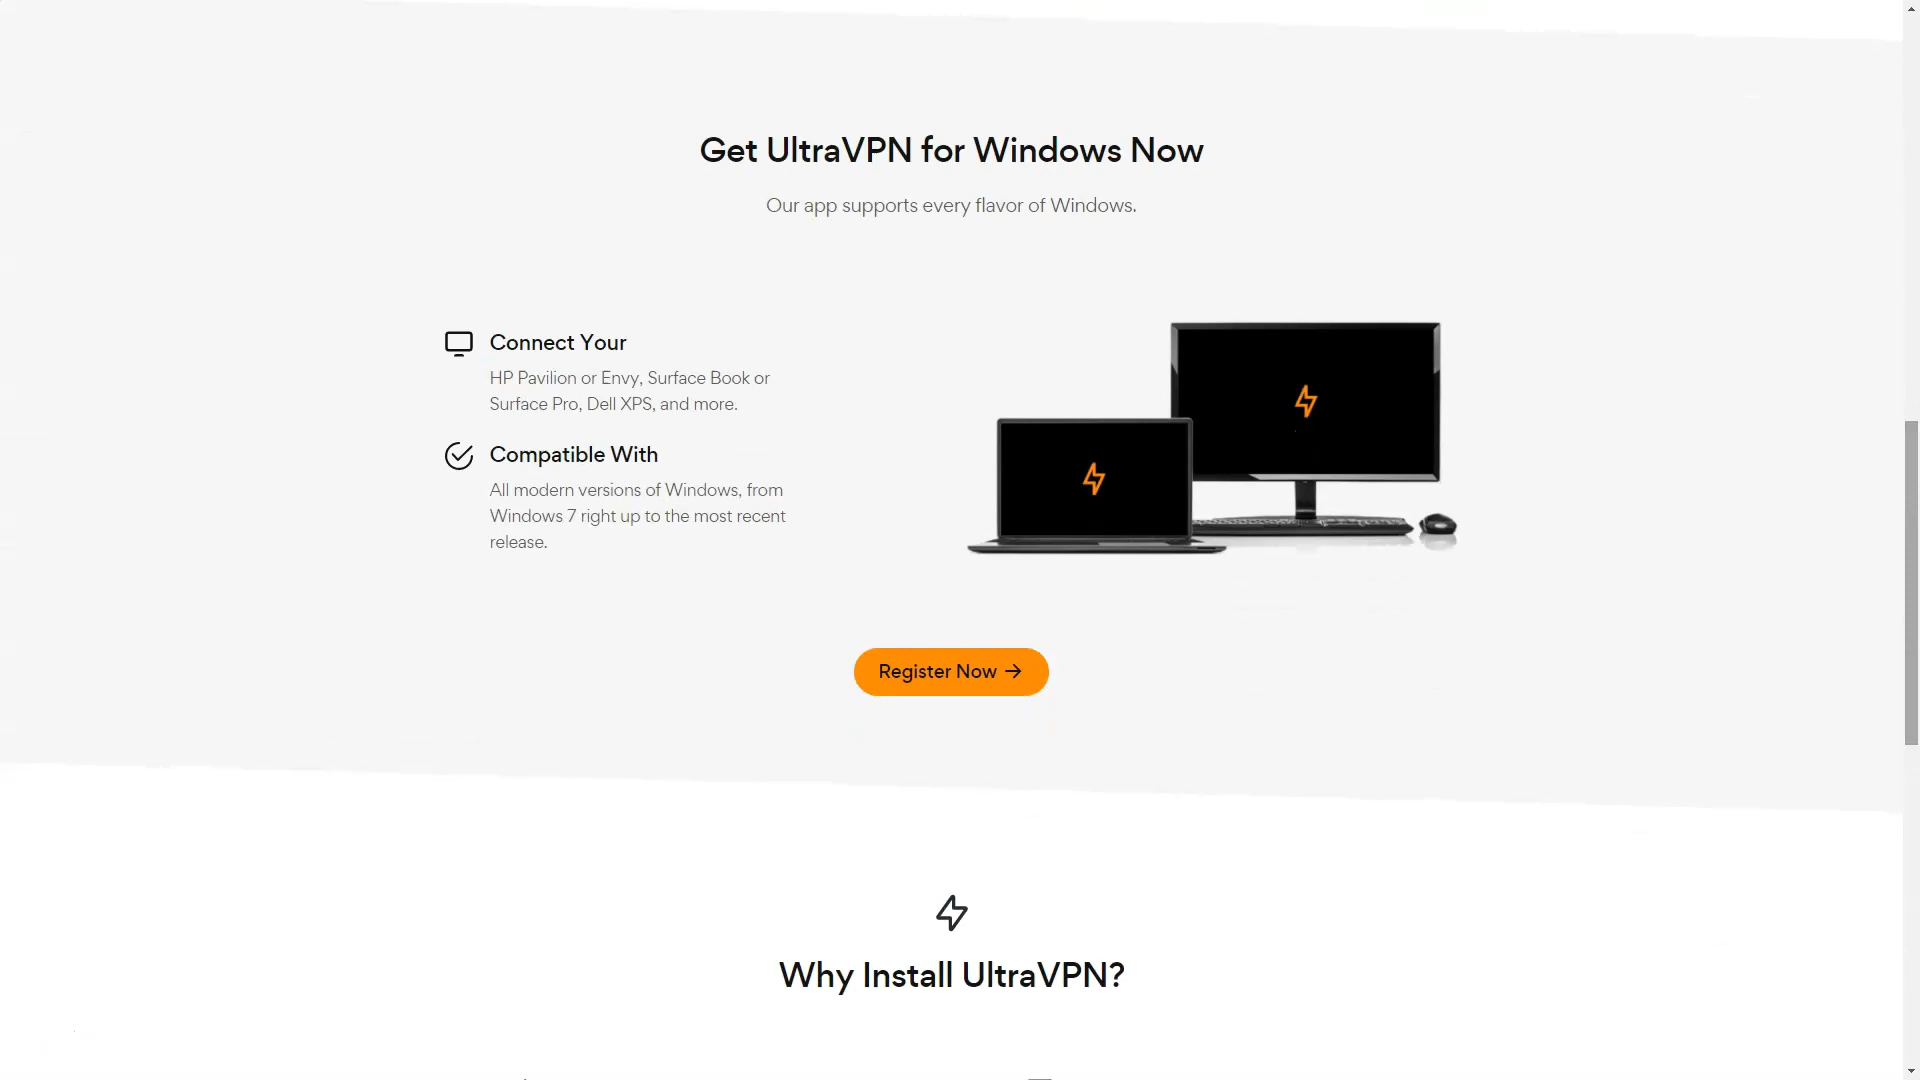 Get UltraVPN for Windows Now
Our app supports every flavor of Windows.
Connect Your
HP Pavilion or Envy, Surface Book or
Surface Pro, Dell XPS, and more.
Compatible With
All modern versions of Windows, from
Windows 7 right up to the most recent
release.
Register Now →
Why Install UltraVPN?